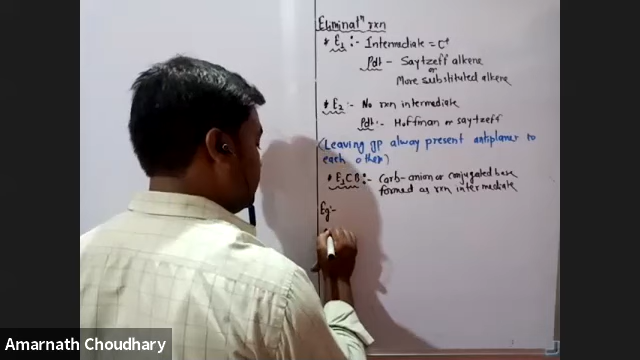 Eliminatⁿ rxn
* E₁ :- Intermediate = C⁺
Pdt - Saytzeff alkene
or
More substituted alkene
* E₂ :- No rxn intermediate
Pdt :- Hoffman or saytzeff
(Leaving gp alway present antiplaner to
each other)
* E₁CB :- Carb-anion or conjugated base
formed as rxn intermediate
Eg:-
Amarnath Choudhary